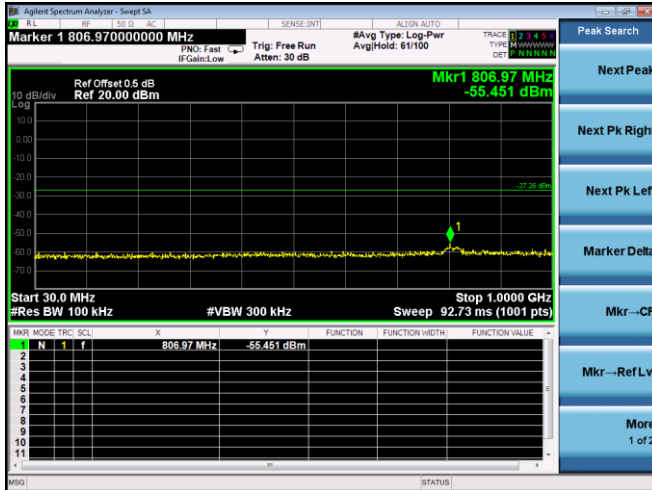 Agilent Spectrum Analyzer - Swept SA
RL RF 50 Ω AC SENSE:INT ALIGN AUTO
Marker 1 806.970000000 MHz
#Avg Type: Log-Pwr
TRACE 1 2 3 4 5 6
PNO: Fast
Trig: Free Run
Avg|Hold: 61/100
TYPE M W W W W W
IFGain:Low
Atten: 30 dB
DET P N N N N N
Mkr1 806.97 MHz
-55.451 dBm
Ref Offset 0.5 dB
10 dB/div Ref 20.00 dBm
Log
10.0
0.00
-10.0
-20.0
-27.26 dBm
-30.0
-40.0
-50.0
1
-60.0
-70.0
Start 30.0 MHz Stop 1.0000 GHz
#Res BW 100 kHz #VBW 300 kHz Sweep 92.73 ms (1001 pts)
MKR MODE TRC SCL X Y FUNCTION FUNCTION WIDTH FUNCTION VALUE
1 N 1 f 806.97 MHz -55.451 dBm
2
3
4
5
6
7
8
9
10
11
MSG STATUS
Peak Search
Next Peak
Next Pk Right
Next Pk Left
Marker Delta
Mkr→CF
Mkr→Ref Lvl
More
1 of 2